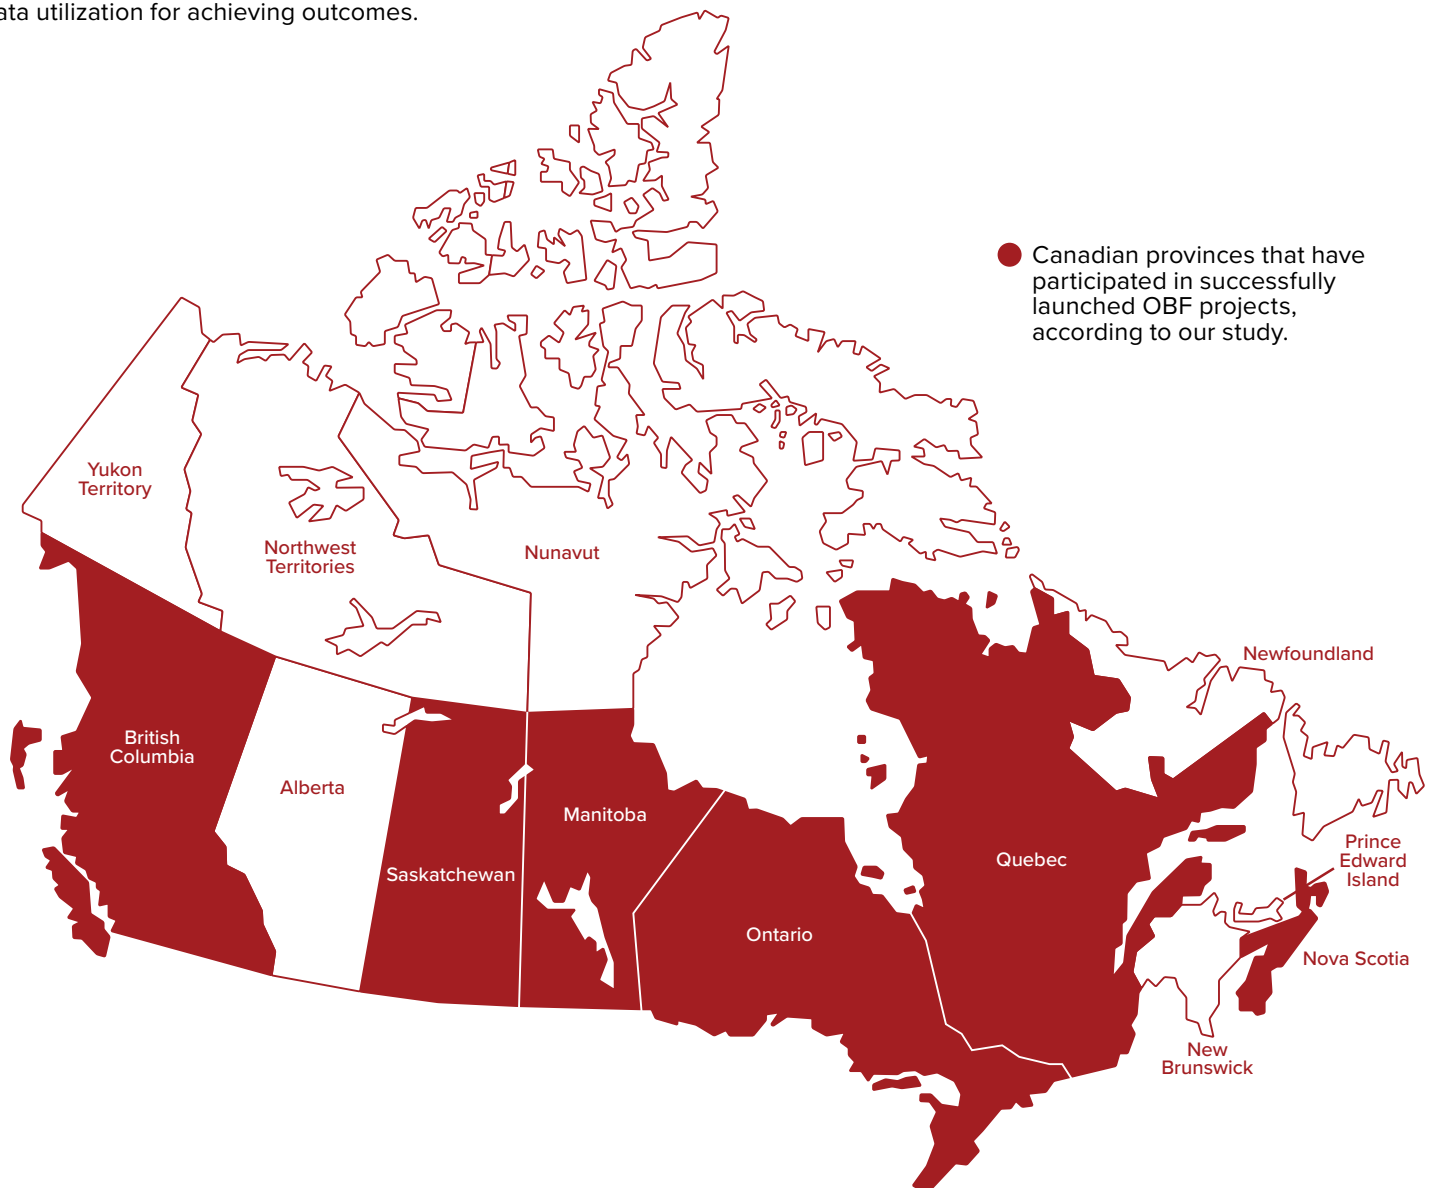 ata utilization for achieving outcomes.
Canadian provinces that have
participated in successfully
launched OBF projects,
according to our study.
Yukon
Territory
Northwest
Territories
Nunavut
Newfoundland
British
Columbia
Alberta
Manitoba
Saskatchewan
Quebec
Prince
Edward
Island
Ontario
Nova Scotia
New
Brunswick